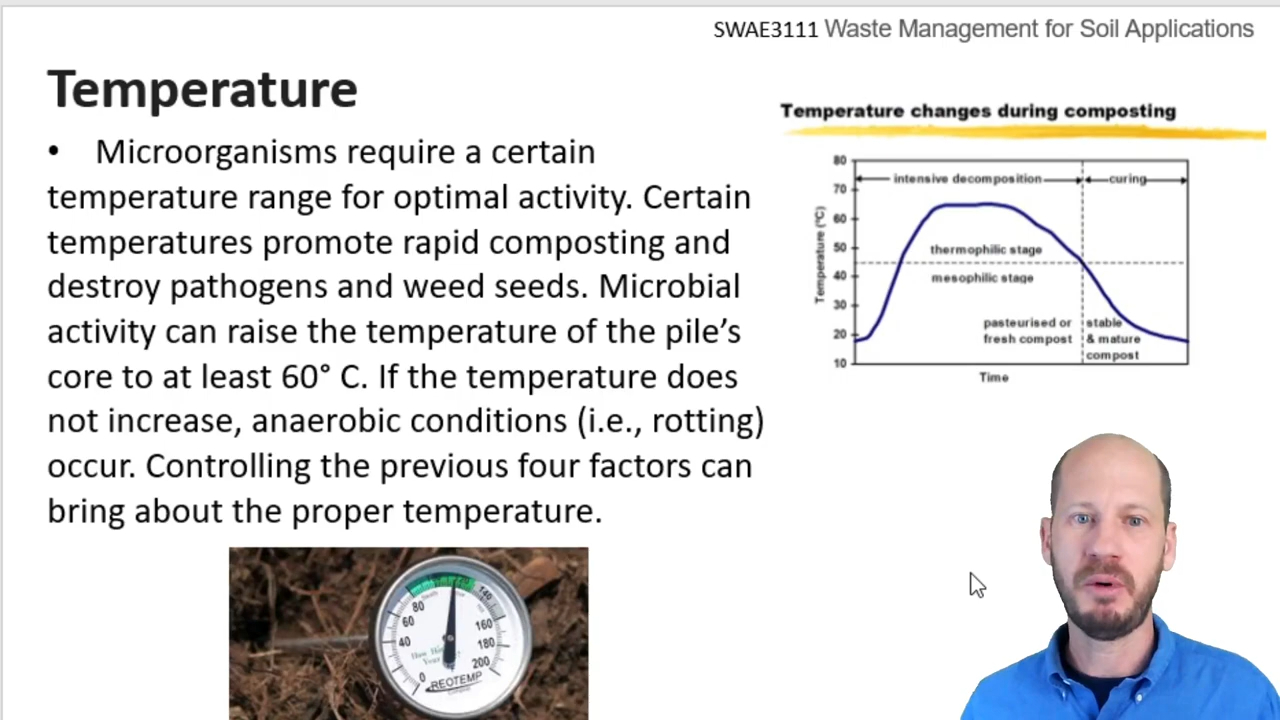 SWAE3111 Waste Management for Soil Applications
Temperature
• Microorganisms require a certain
temperature range for optimal activity. Certain
temperatures promote rapid composting and
destroy pathogens and weed seeds. Microbial
activity can raise the temperature of the pile’s
core to at least 60° C. If the temperature does
not increase, anaerobic conditions (i.e., rotting)
occur. Controlling the previous four factors can
bring about the proper temperature.
Temperature changes during composting
80
intensive decomposition
curing
70
60
50
thermophilic stage
40
mesophilic stage
30
20
10
Temperature (°C)
pasteurised or
fresh compost
stable
& mature
compost
Time
80
60
40
0
140
160
180
200
REOTEMP